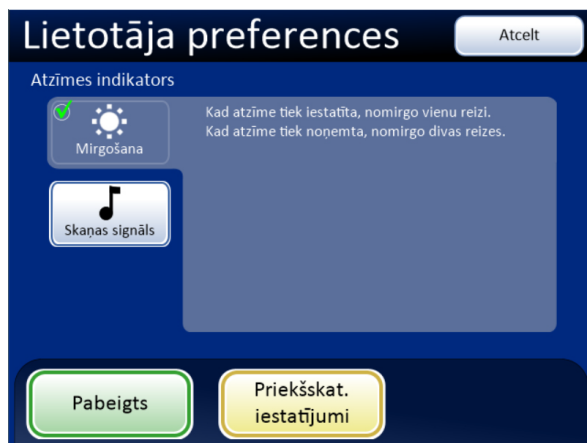 Lietotāja preferences
Atcelt
Atzīmes indikators
Mirgošana
Kad atzīme tiek iestatīta, nomirgo vienu reizi.
Kad atzīme tiek noņemta, nomirgo divas reizes.
Skaņas signāls
Pabeigts
Priekšskat.
iestatījumi